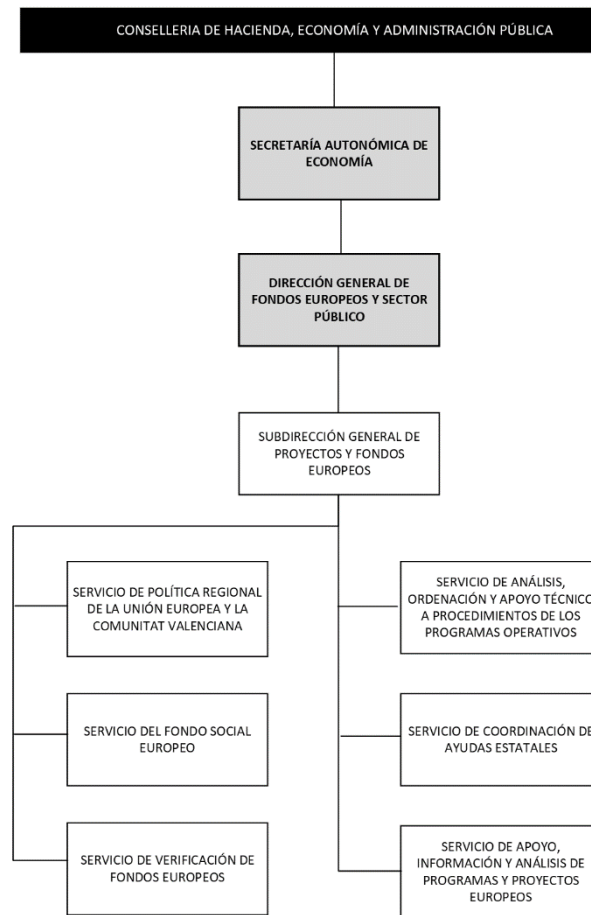 CONSELLERIA DE HACIENDA, ECONOMÍA Y ADMINISTRACIÓN PÚBLICA
SECRETARÍA AUTONÓMICA DE
ECONOMÍA
DIRECCIÓN GENERAL DE
FONDOS EUROPEOS Y SECTOR
PÚBLICO
SUBDIRECCIÓN GENERAL DE
PROYECTOS Y FONDOS
EUROPEOS
SERVICIO DE POLÍTICA REGIONAL
DE LA UNIÓN EUROPEA Y LA
COMUNITAT VALENCIANA
SERVICIO DE ANÁLISIS,
ORDENACIÓN Y APOYO TÉCNICO
A PROCEDIMIENTOS DE LOS
PROGRAMAS OPERATIVOS
SERVICIO DEL FONDO SOCIAL
EUROPEO
SERVICIO DE COORDINACIÓN DE
AYUDAS ESTATALES
SERVICIO DE VERIFICACIÓN DE
FONDOS EUROPEOS
SERVICIO DE APOYO,
INFORMACIÓN Y ANÁLISIS DE
PROGRAMAS Y PROYECTOS
EUROPEOS